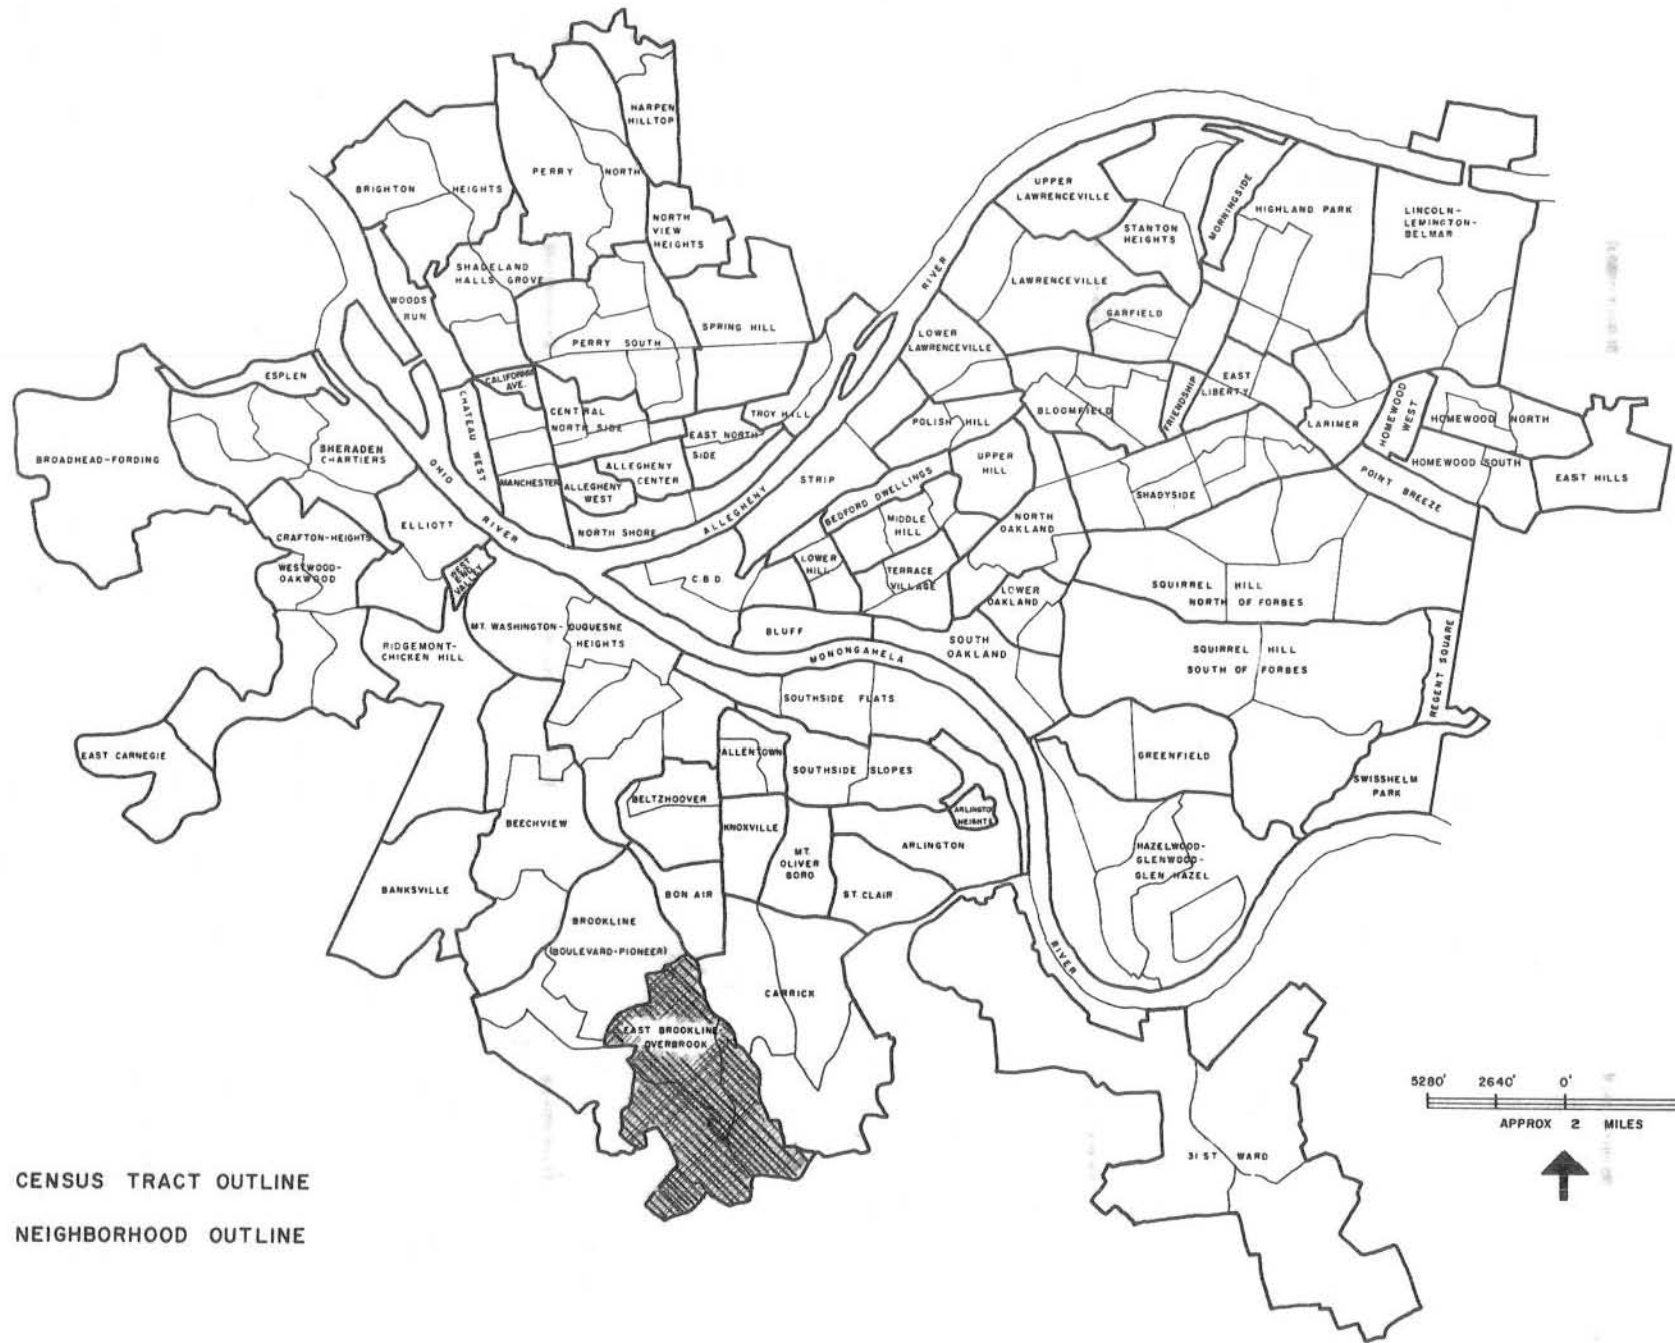 HARPEN
HILLTOP
PERRY NORTH
BRIGHTON HEIGHTS
NORTH
VIEW
HEIGHTS
UPPER
LAWRENCEVILLE
MORNINGSIDE
HIGHLAND PARK
LINCOLN-
LEMINGTON-
BELMAR
STANTON
HEIGHTS
SHADELAND
HALLS GROVE
WOODS
RUN
RIVER
LAWRENCEVILLE
GARFIELD
SPRING HILL
PERRY SOUTH
LOWER
LAWRENCEVILLE
ESPLEN
CALIFORNIA
AVE.
CHATEAU WEST
CENTRAL
NORTH SIDE
TROY HILL
EAST NORTH
SIDE
POLISH HILL
BLOOMFIELD
FRIENDSHIP
EAST
LIBERTY
LARIMER
HOMEWOOD
WEST
HOMEWOOD NORTH
HOMEWOOD SOUTH
EAST HILLS
POINT BREEZE
BROADHEAD-FORDING
SHERADEN
CHARTIERS
OHIO
RIVER
MANCHESTER
ALLEGHENY
WEST
ALLEGHENY
CENTER
NORTH SHORE
ALLEGHENY
STRIP
BEDFORD DWELLINGS
UPPER
HILL
MIDDLE
HILL
NORTH
OAKLAND
SHADYSIDE
ELLIOTT
CRAFTON-HEIGHTS
WESTWOOD-
OAKWOOD
WEST
END
VALLEY
C.B.D.
LOWER
HILL
TERRACE
VILLAGE
LOWER
OAKLAND
SQUIRREL HILL
NORTH OF FORBES
RIDGEMONT-
CHICKEN HILL
MT. WASHINGTON-DUQUESNE
HEIGHTS
BLUFF
MONONGAHELA
SOUTH
OAKLAND
SQUIRREL HILL
SOUTH OF FORBES
REGENT SQUARE
SOUTHSIDE FLATS
EAST CARNEGIE
ALLENTOWN
SOUTHSIDE SLOPES
GREENFIELD
SWISSHELM
PARK
BELTZHOOVER
BEECHVIEW
KNOXVILLE
ARLINGTON
HEIGHTS
ARLINGTON
MT.
OLIVER
BORO
HAZELWOOD-
GLENWOOD-
GLEN HAZEL
BANKSVILLE
BON AIR
ST. CLAIR
BROOKLINE
(BOULEVARD-PIONEER)
RIVER
CARRICK
EAST BROOKLINE-
OVERBROOK
5280' 2640' 0'
APPROX 2 MILES
31 ST WARD
CENSUS TRACT OUTLINE
NEIGHBORHOOD OUTLINE